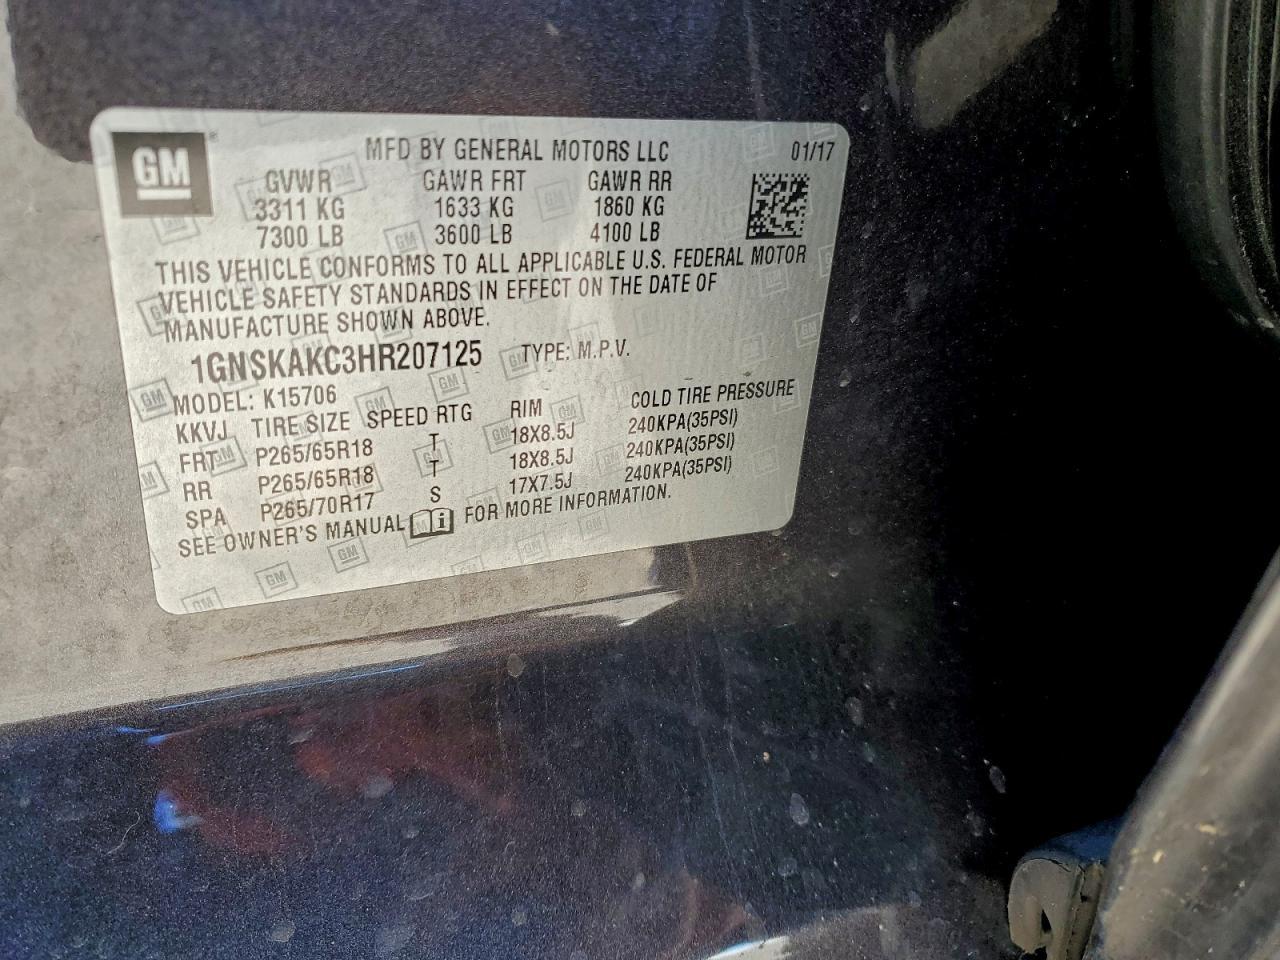 GM
MFD BY GENERAL MOTORS LLC 01/17
GVWR GAWR FRT GAWR RR
3311 KG 1633 KG 1860 KG
7300 LB 3600 LB 4100 LB
THIS VEHICLE CONFORMS TO ALL APPLICABLE U.S. FEDERAL MOTOR
VEHICLE SAFETY STANDARDS IN EFFECT ON THE DATE OF
MANUFACTURE SHOWN ABOVE.
1GNSKAKC3HR207125 TYPE: M.P.V.
MODEL: K15706
KKVJ TIRE SIZE SPEED RTG RIM COLD TIRE PRESSURE
FRT P265/65R18 T 18X8.5J 240KPA(35PSI)
RR P265/65R18 T 18X8.5J 240KPA(35PSI)
SPA P265/70R17 S 17X7.5J 240KPA(35PSI)
SEE OWNER'S MANUAL FOR MORE INFORMATION.